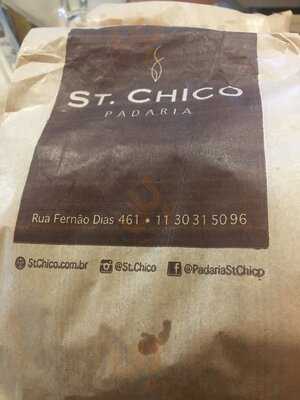 ST. CHICO
PADARIA
Rua Fernão Dias 461 • 11 3031 5096
StChico.com.br @St.Chico @PadariaStChico